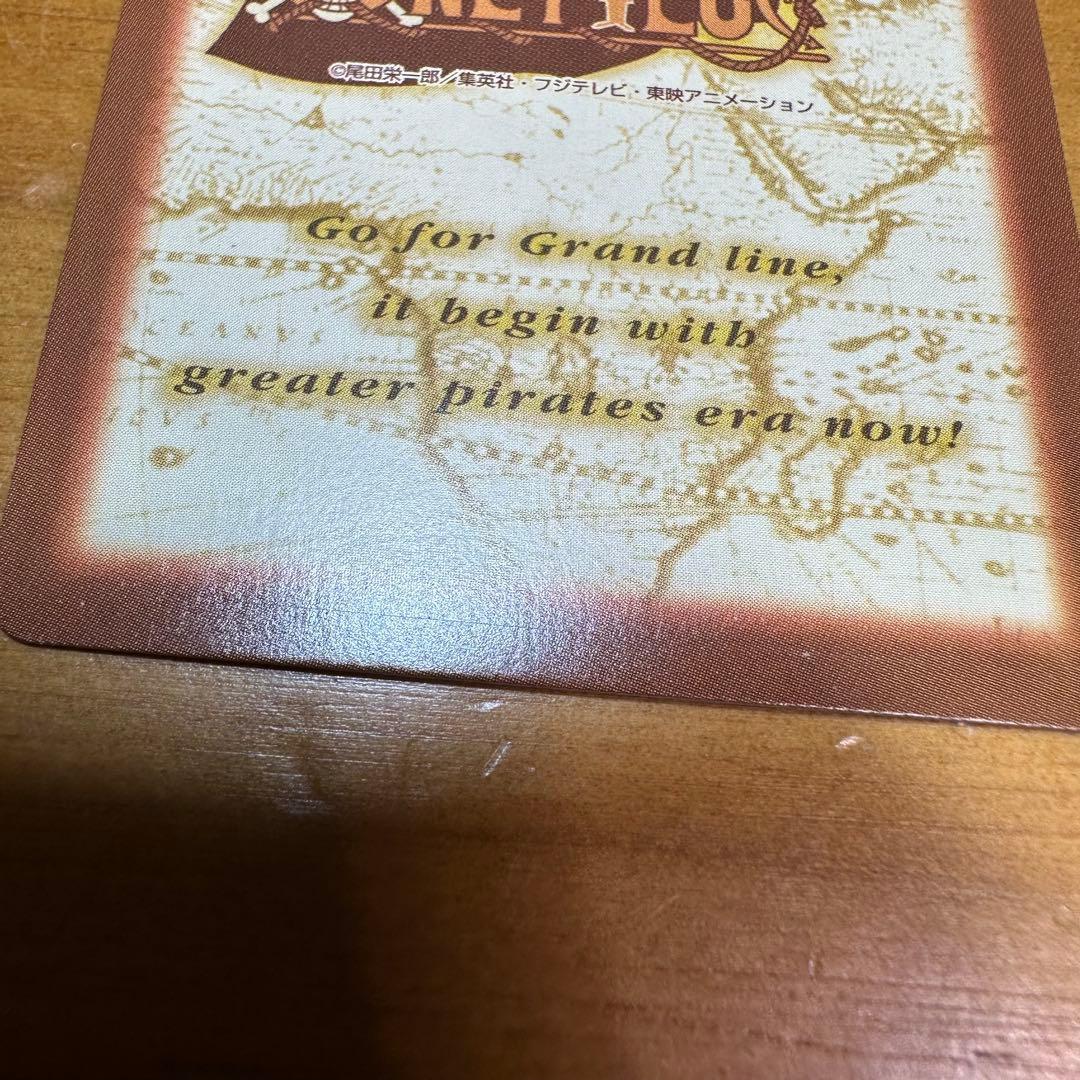 ©尾田栄一郎／集英社・フジテレビ・東映アニメーション
Go for Grand line,
it begin with
greater pirates era now!